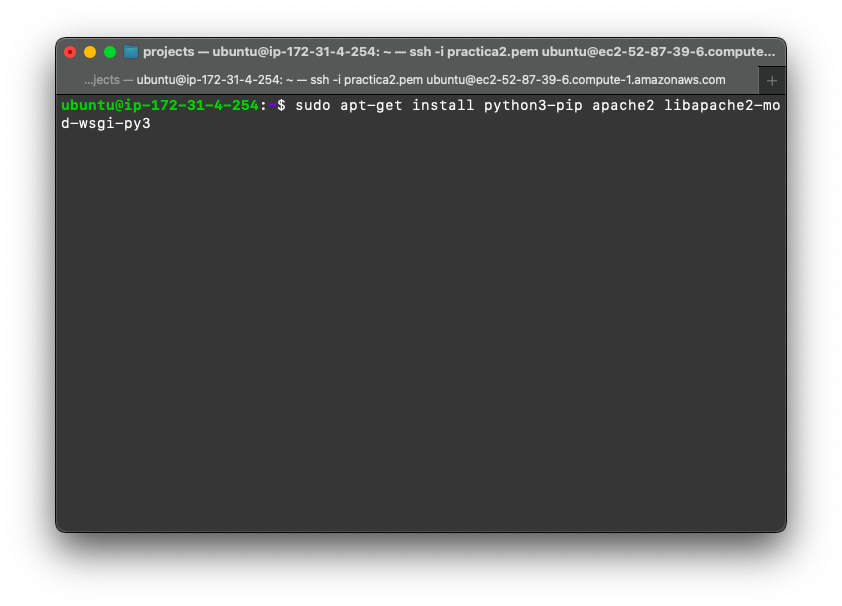 projects — ubuntu@ip-172-31-4-254: ~ — ssh -i practica2.pem ubuntu@ec2-52-87-39-6.compute...
...jects — ubuntu@ip-172-31-4-254: ~ — ssh -i practica2.pem ubuntu@ec2-52-87-39-6.compute-1.amazonaws.com
ubuntu@ip-172-31-4-254:~$ sudo apt-get install python3-pip apache2 libapache2-mo
d-wsgi-py3